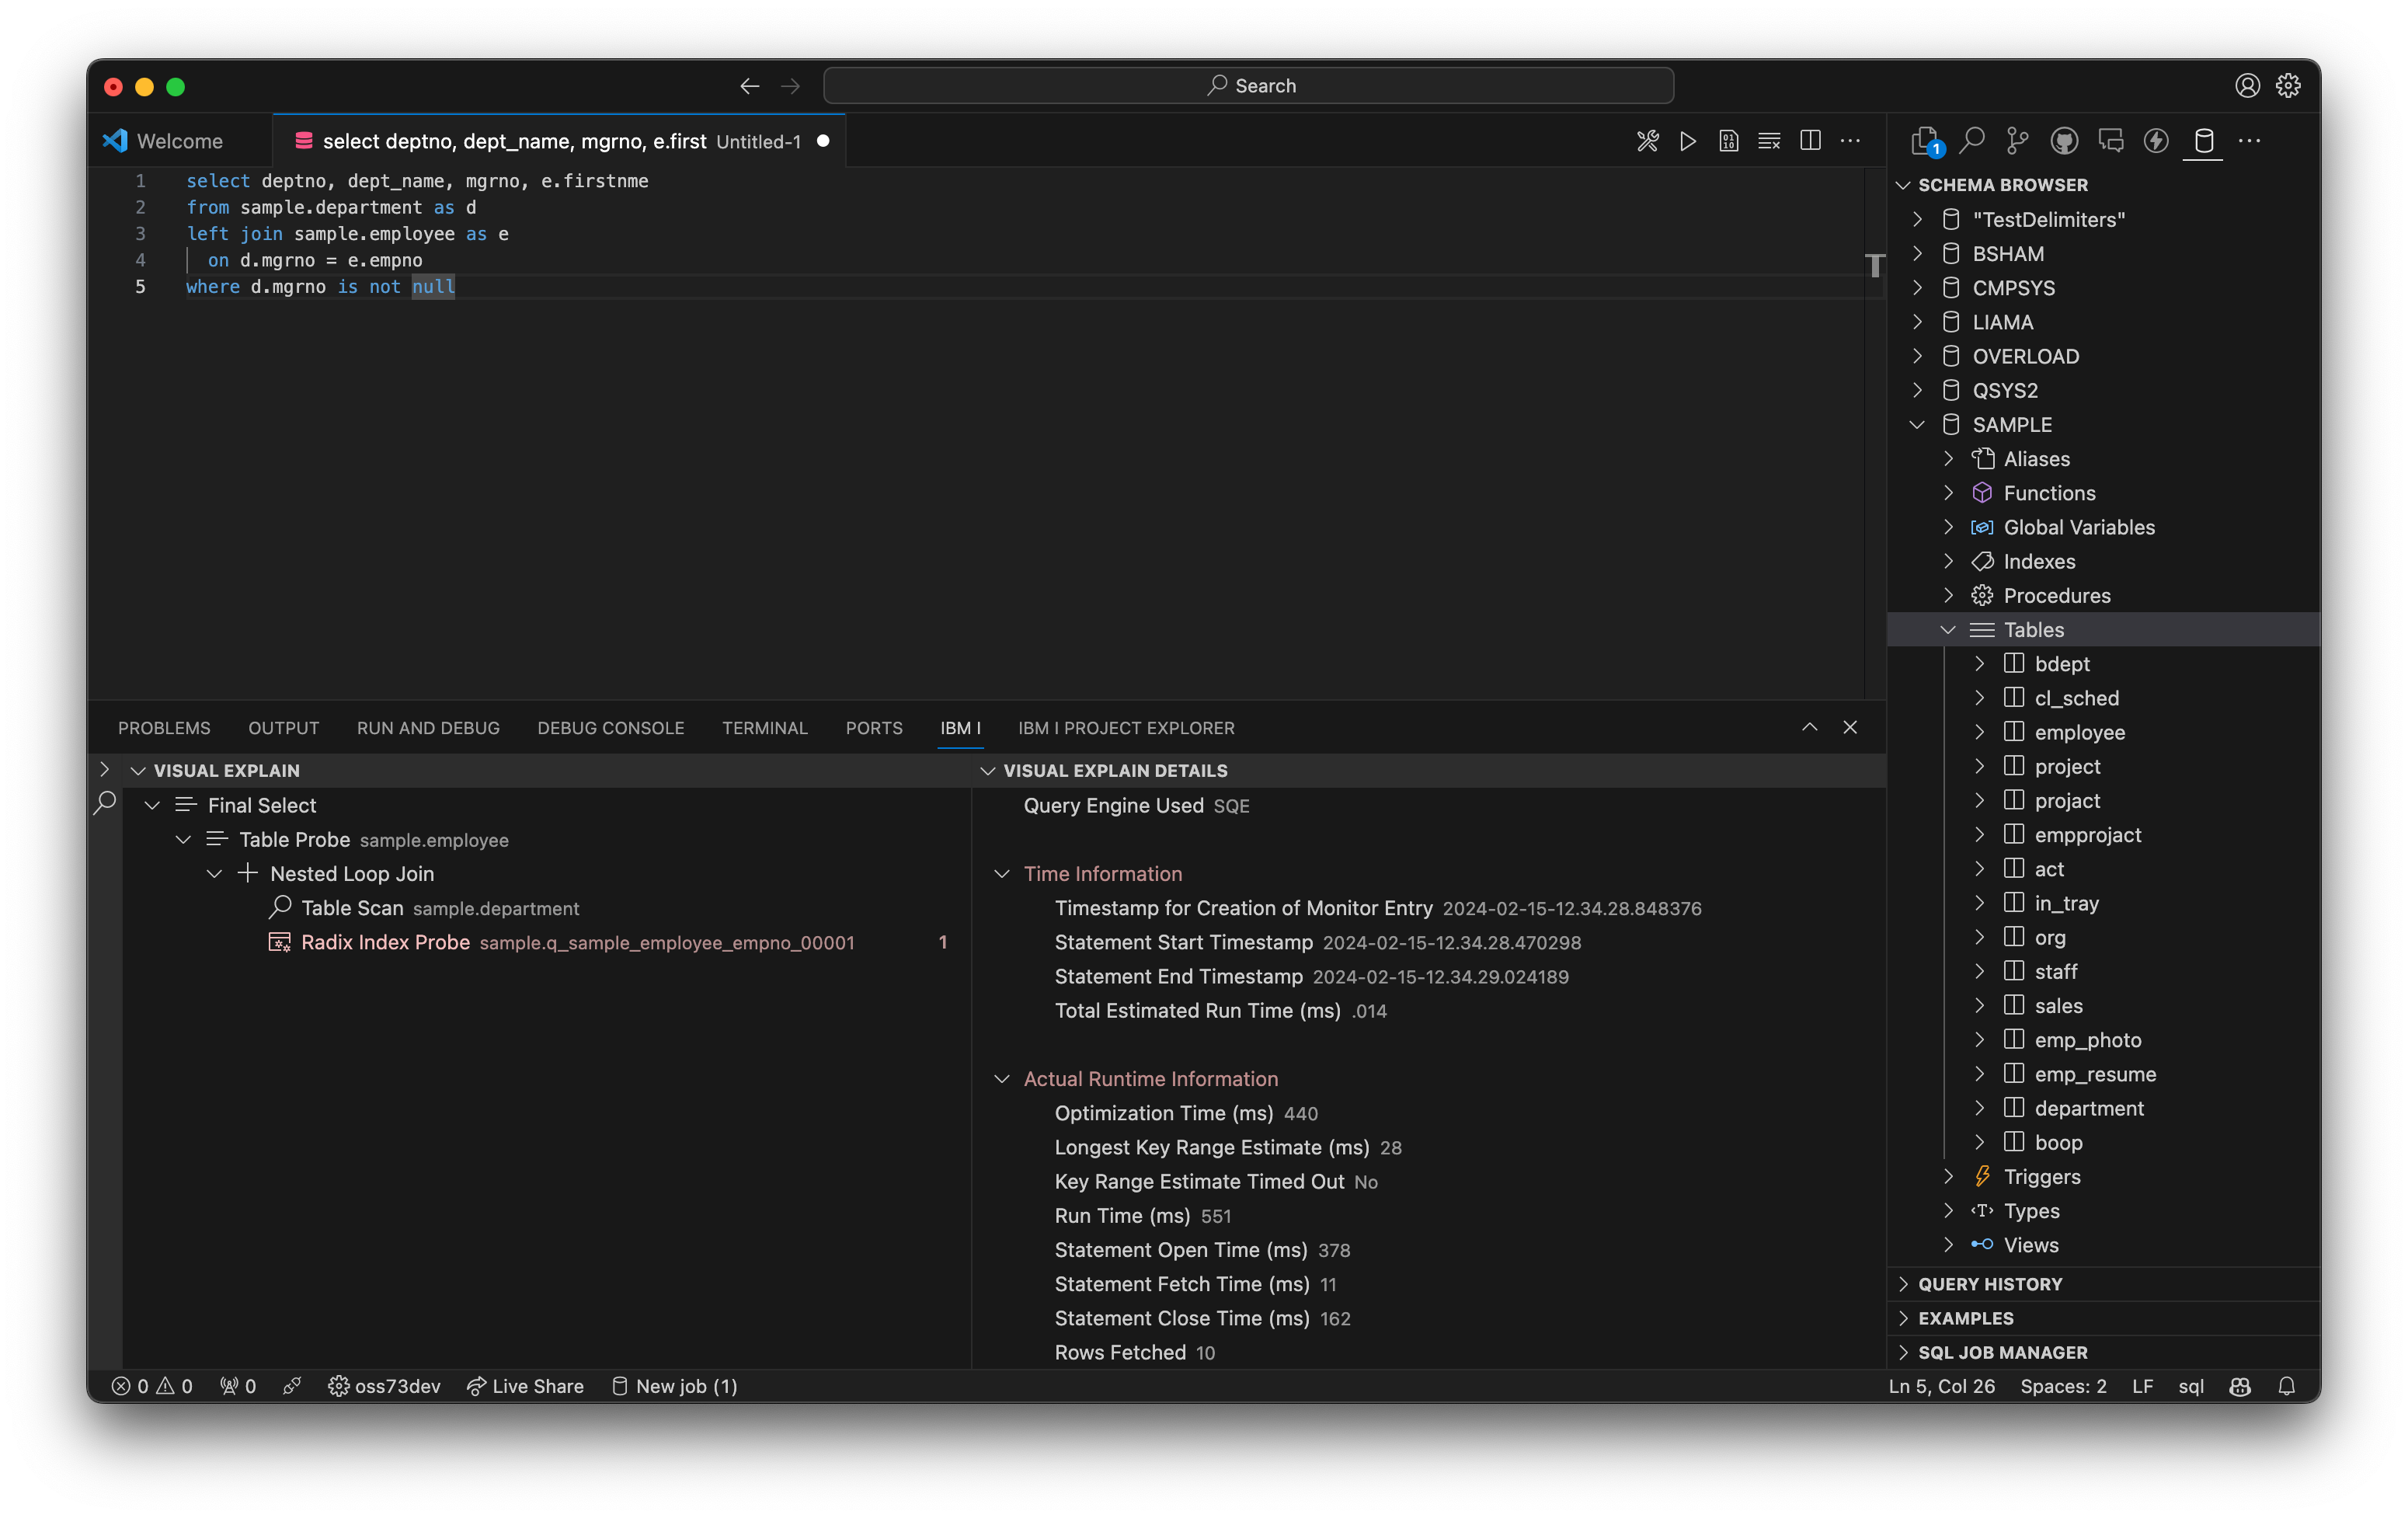 Search
Welcome
select deptno, dept_name, mgrno, e.first Untitled-1
1 select deptno, dept_name, mgrno, e.firstnme
2 from sample.department as d
3 left join sample.employee as e
4 on d.mgrno = e.empno
5 where d.mgrno is not null
PROBLEMS OUTPUT RUN AND DEBUG DEBUG CONSOLE TERMINAL PORTS IBM I IBM I PROJECT EXPLORER
VISUAL EXPLAIN
Final Select
Table Probe sample.employee
Nested Loop Join
Table Scan sample.department
Radix Index Probe sample.q_sample_employee_empno_00001 1
VISUAL EXPLAIN DETAILS
Query Engine Used SQE
Time Information
Timestamp for Creation of Monitor Entry 2024-02-15-12.34.28.848376
Statement Start Timestamp 2024-02-15-12.34.28.470298
Statement End Timestamp 2024-02-15-12.34.29.024189
Total Estimated Run Time (ms) .014
Actual Runtime Information
Optimization Time (ms) 440
Longest Key Range Estimate (ms) 28
Key Range Estimate Timed Out No
Run Time (ms) 551
Statement Open Time (ms) 378
Statement Fetch Time (ms) 11
Statement Close Time (ms) 162
Rows Fetched 10
1
SCHEMA BROWSER
"TestDelimiters"
BSHAM
CMPSYS
LIAMA
OVERLOAD
QSYS2
SAMPLE
Aliases
Functions
Global Variables
Indexes
Procedures
Tables
bdept
cl_sched
employee
project
projact
empprojact
act
in_tray
org
staff
sales
emp_photo
emp_resume
department
boop
Triggers
Types
Views
QUERY HISTORY
EXAMPLES
SQL JOB MANAGER
0 0 0 oss73dev Live Share New job (1) Ln 5, Col 26 Spaces: 2 LF sql